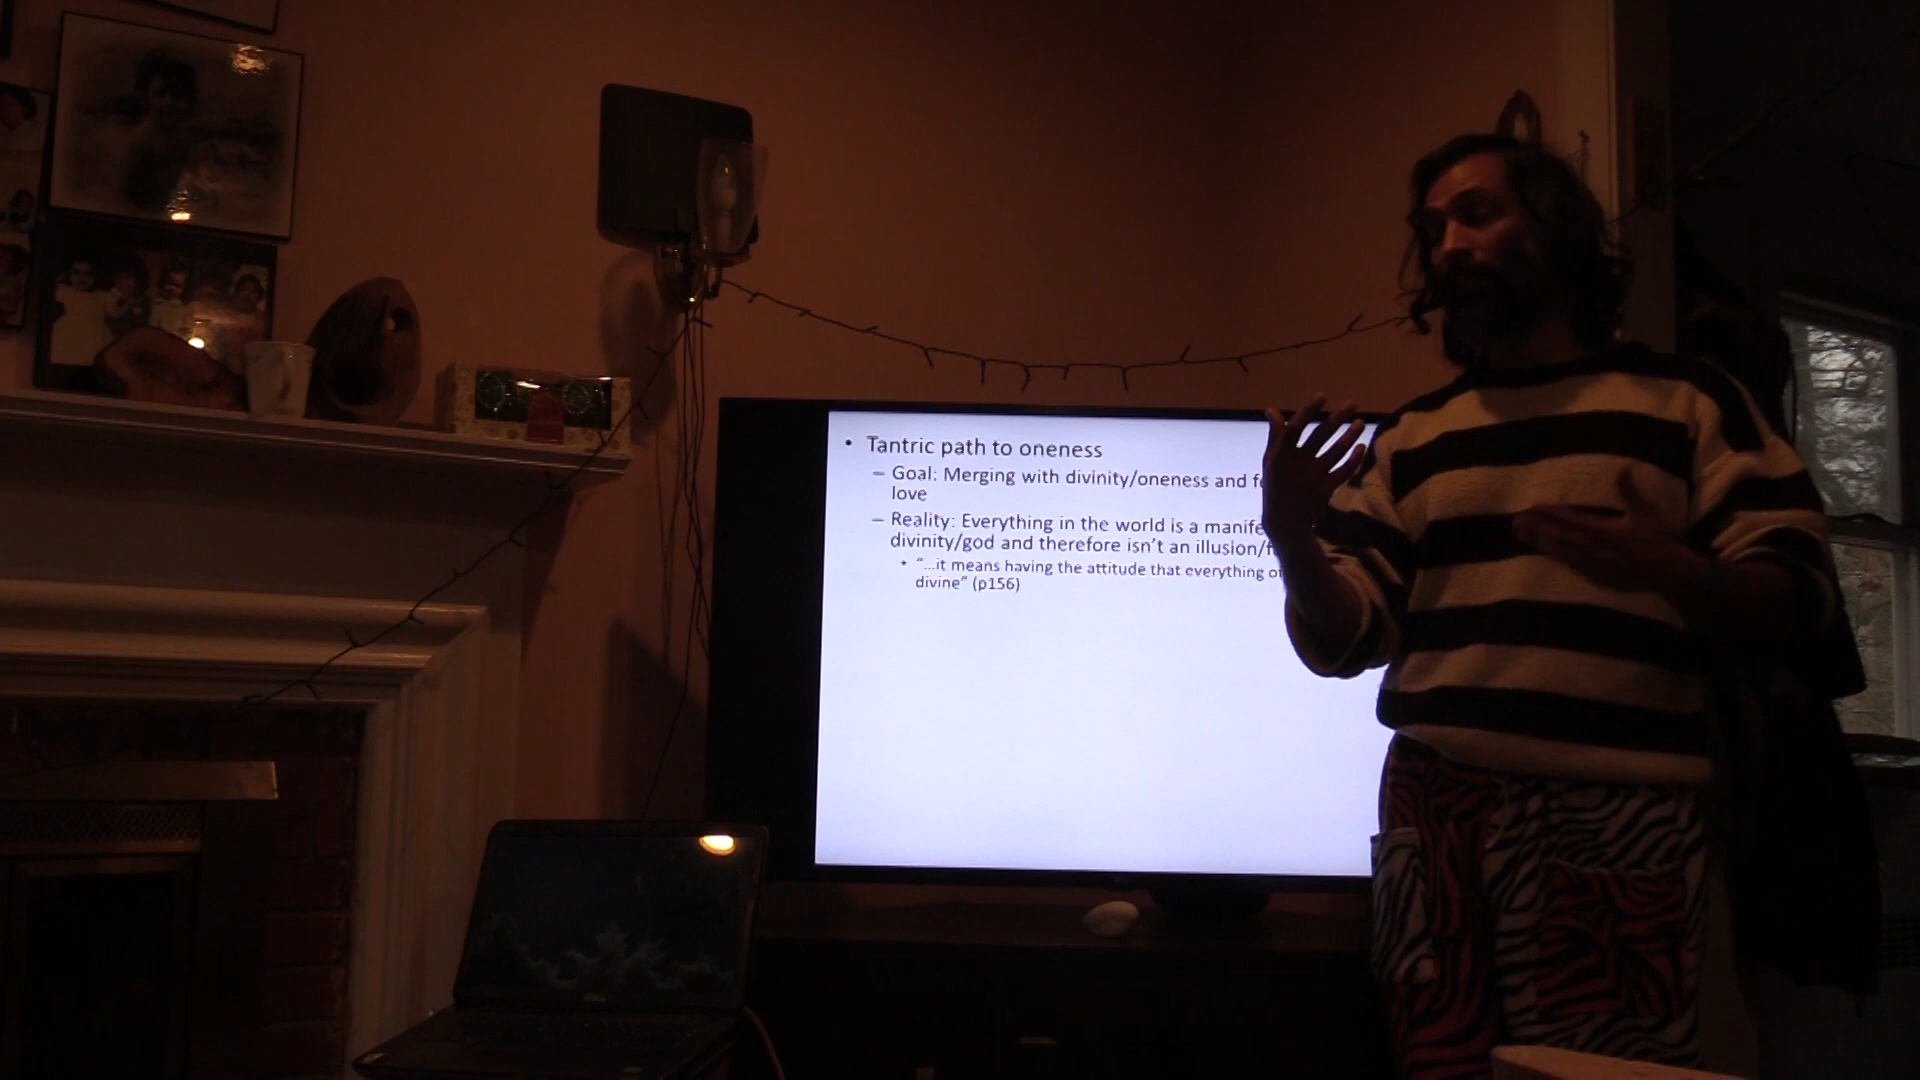 • Tantric path to oneness
– Goal: Merging with divinity/oneness and
love
– Reality: Everything in the world is a
divinity/god and therefore isn't an
• "...it means having the attitude that everything
divine" (p156)
DELL